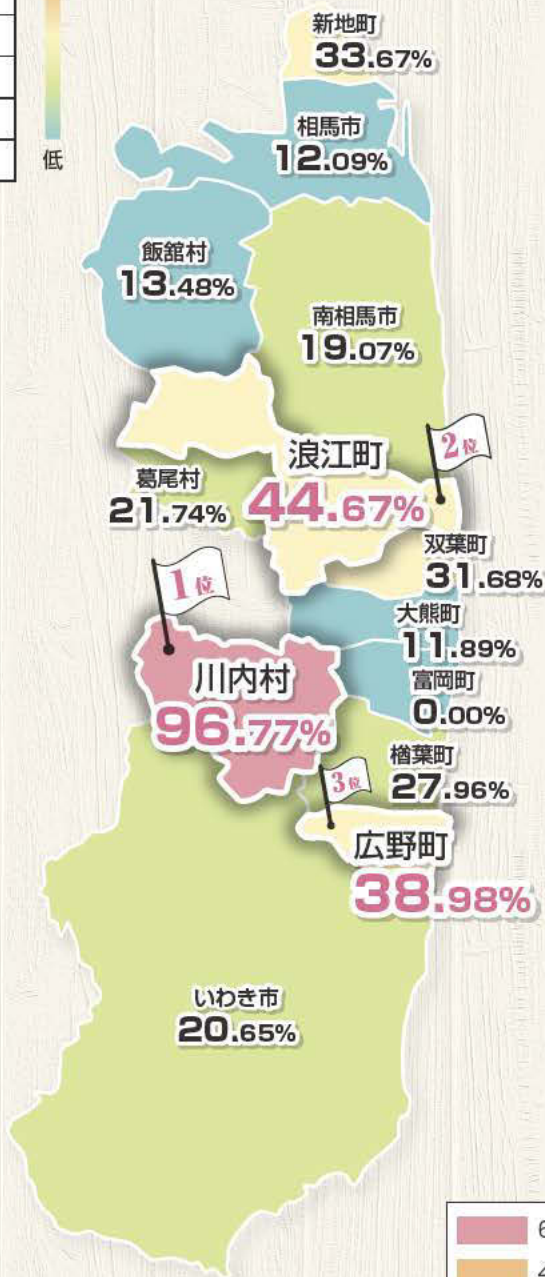 低
新地町
33.67%
相馬市
12.09%
飯舘村
13.48%
南相馬市
19.07%
2位
浪江町
44.67%
葛尾村
21.74%
双葉町
31.68%
1位
大熊町
11.89%
川内村
96.77%
富岡町
0.00%
楢葉町
27.96%
3位
広野町
38.98%
いわき市
20.65%
6